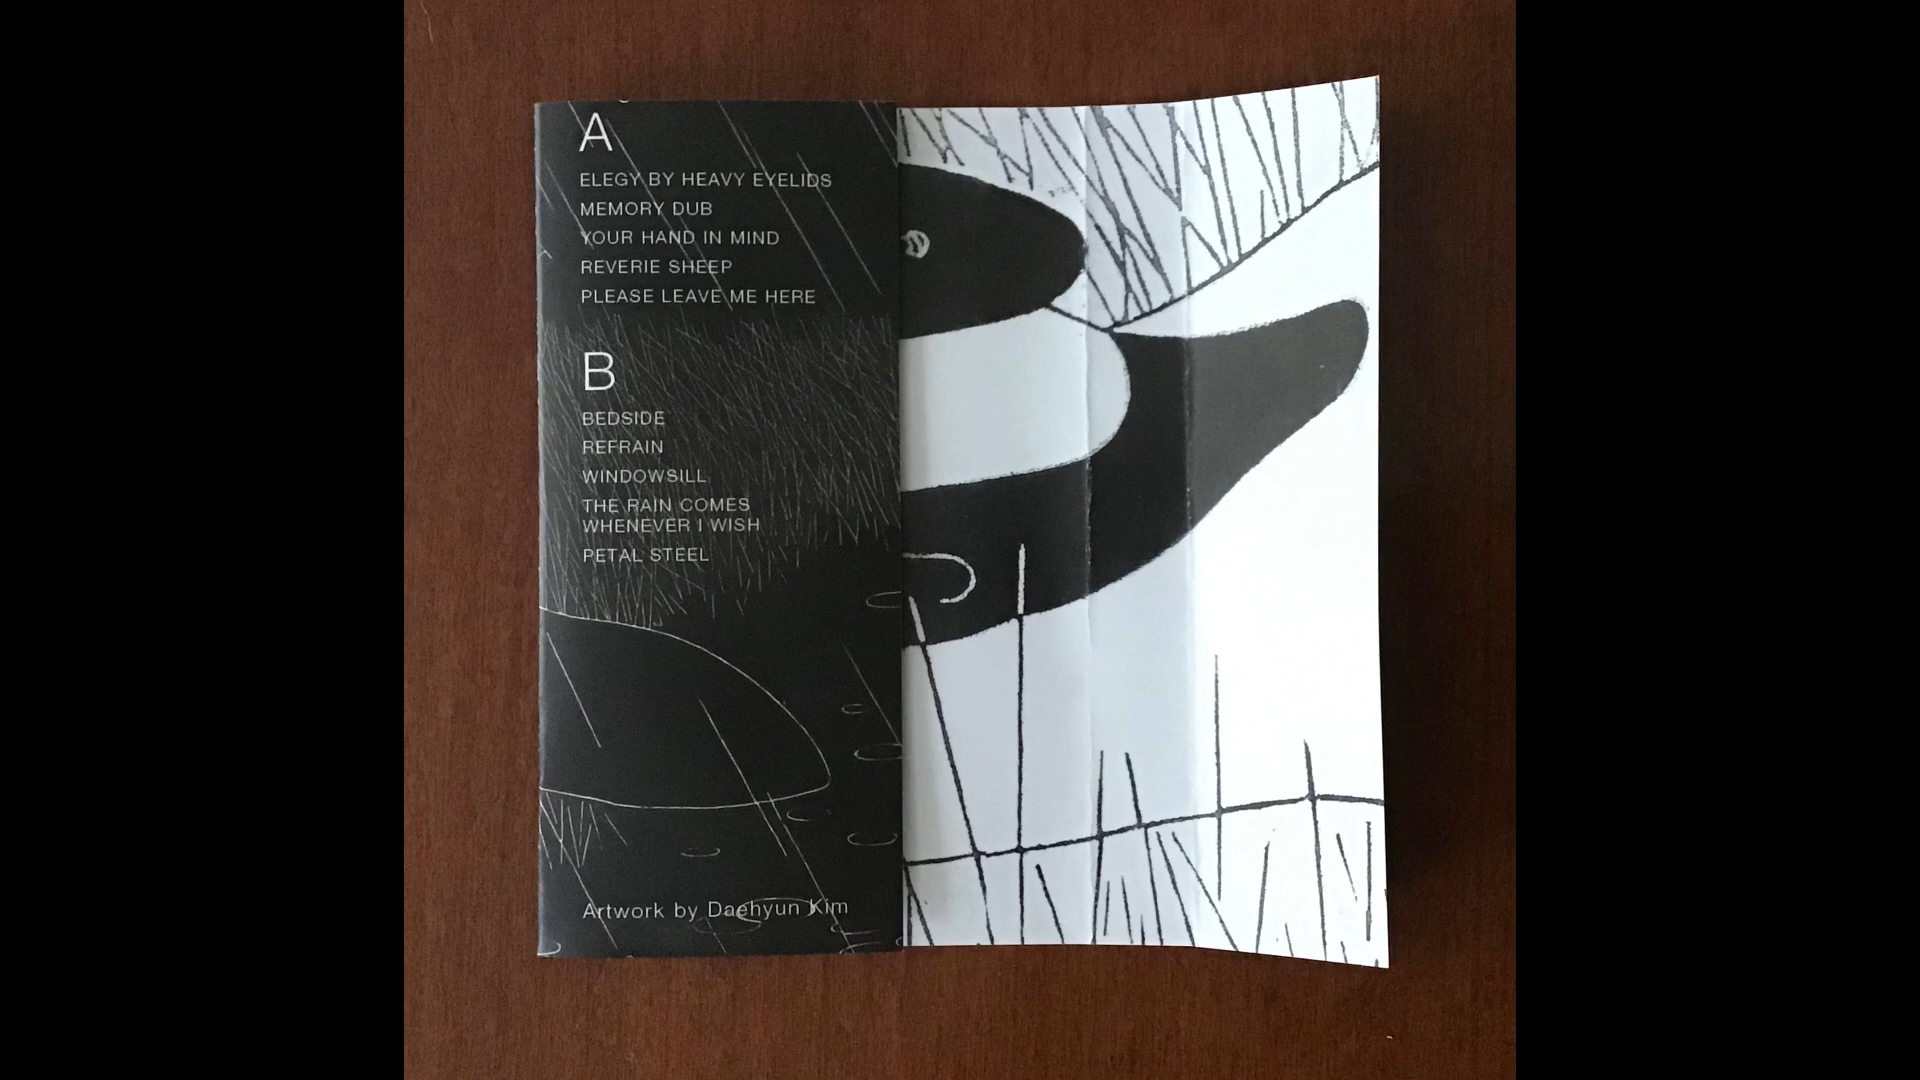 A
ELEGY BY HEAVY EYELIDS
MEMORY DUB
YOUR HAND IN MIND
REVERIE SHEEP
PLEASE LEAVE ME HERE
B
BEDSIDE
REFRAIN
WINDOWSILL
THE RAIN COMES
WHENEVER I WISH
PETAL STEEL
Artwork by Daehyun Kim